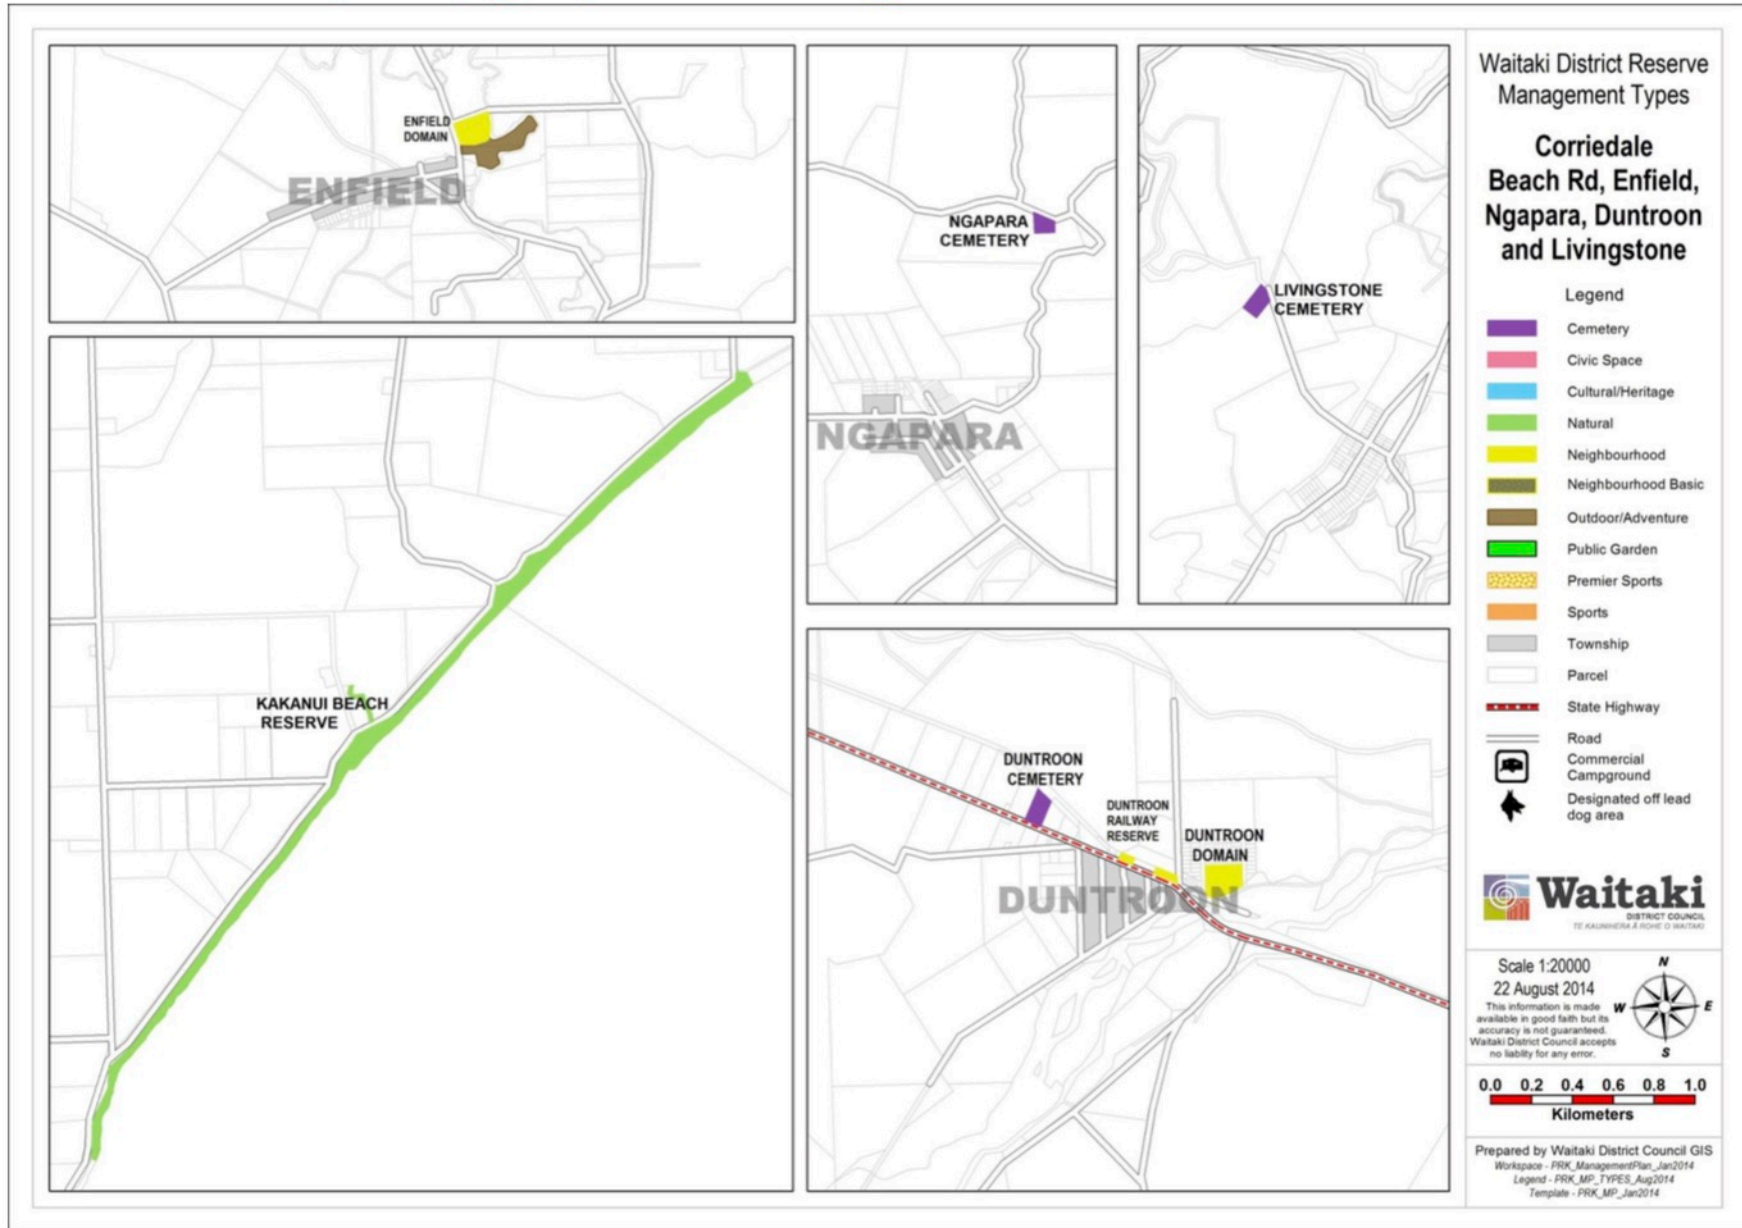 ENFIELD
DOMAIN
ENFIELD
KAKANUI BEACH
RESERVE
NGAPARA
CEMETERY
NGAPARA
LIVINGSTONE
CEMETERY
DUNTROON
CEMETERY
DUNTROON
RAILWAY
RESERVE
DUNTROON
DOMAIN
DUNTROON
Waitaki District Reserve
Management Types
Corriedale
Beach Rd, Enfield,
Ngapara, Duntroon
and Livingstone
Legend
Cemetery
Civic Space
Cultural/Heritage
Natural
Neighbourhood
Neighbourhood Basic
Outdoor/Adventure
Public Garden
Premier Sports
Sports
Township
Parcel
State Highway
Road
Commercial
Campground
Designated off lead
dog area
Waitaki
DISTRICT COUNCIL
TE KAUNIHERA Ā ROHE O WAITAKI
Scale 1:20000
22 August 2014
This information is made
available in good faith but its
accuracy is not guaranteed.
Waitaki District Council accepts
no liablity for any error.
N
W E
S
0.0 0.2 0.4 0.6 0.8 1.0
Kilometers
Prepared by Waitaki District Council GIS
Workspace - PRK_ManagementPlan_Jan2014
Legend - PRK_MP_TYPES_Aug2014
Template - PRK_MP_Jan2014